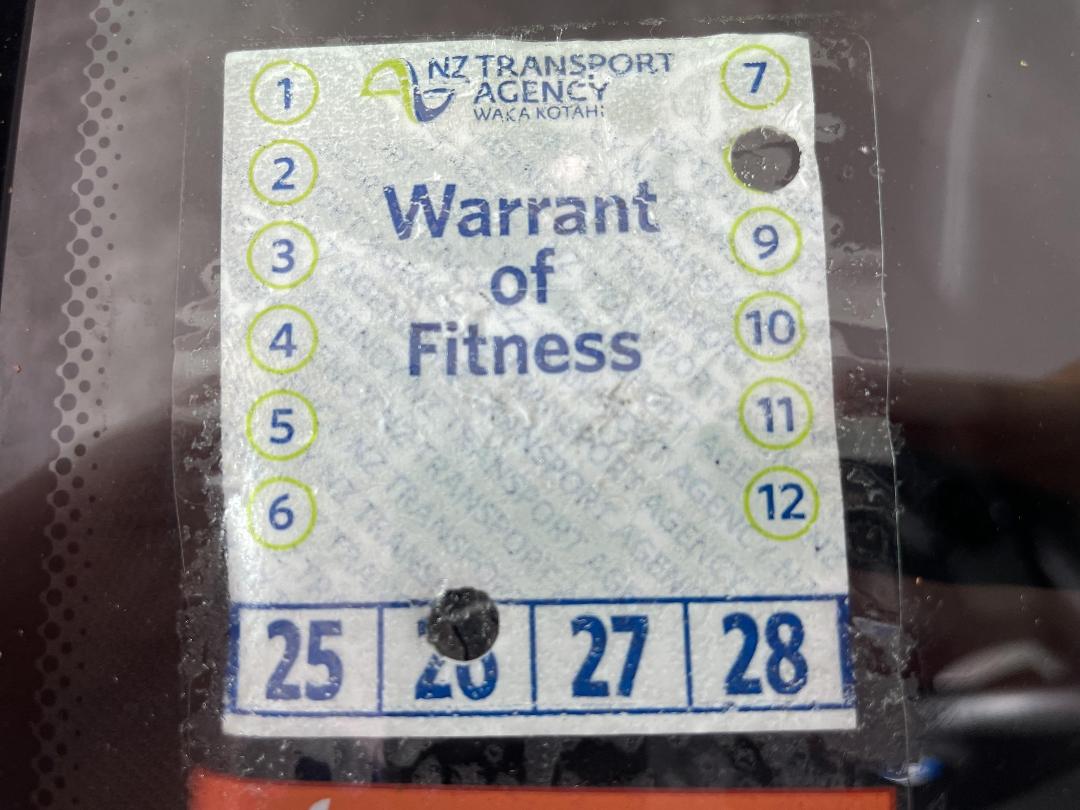 NZ TRANSPORT
AGENCY
WAKA KOTAHI
Warrant
of
Fitness
1
2
3
4
5
6
7
9
10
11
12
25
26
27
28